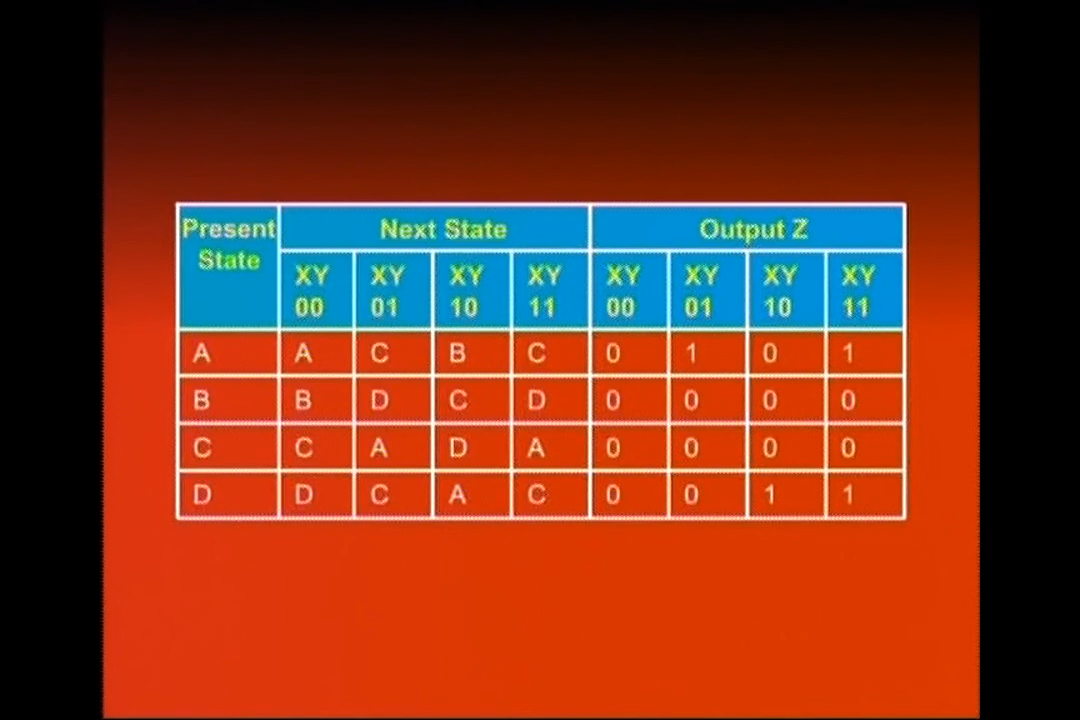 Present State Next State Output Z
XY 00 XY 01 XY 10 XY 11 XY 00 XY 01 XY 10 XY 11
A A C B C 0 1 0 1
B B D C D 0 0 0 0
C C A D A 0 0 0 0
D D C A C 0 0 1 1